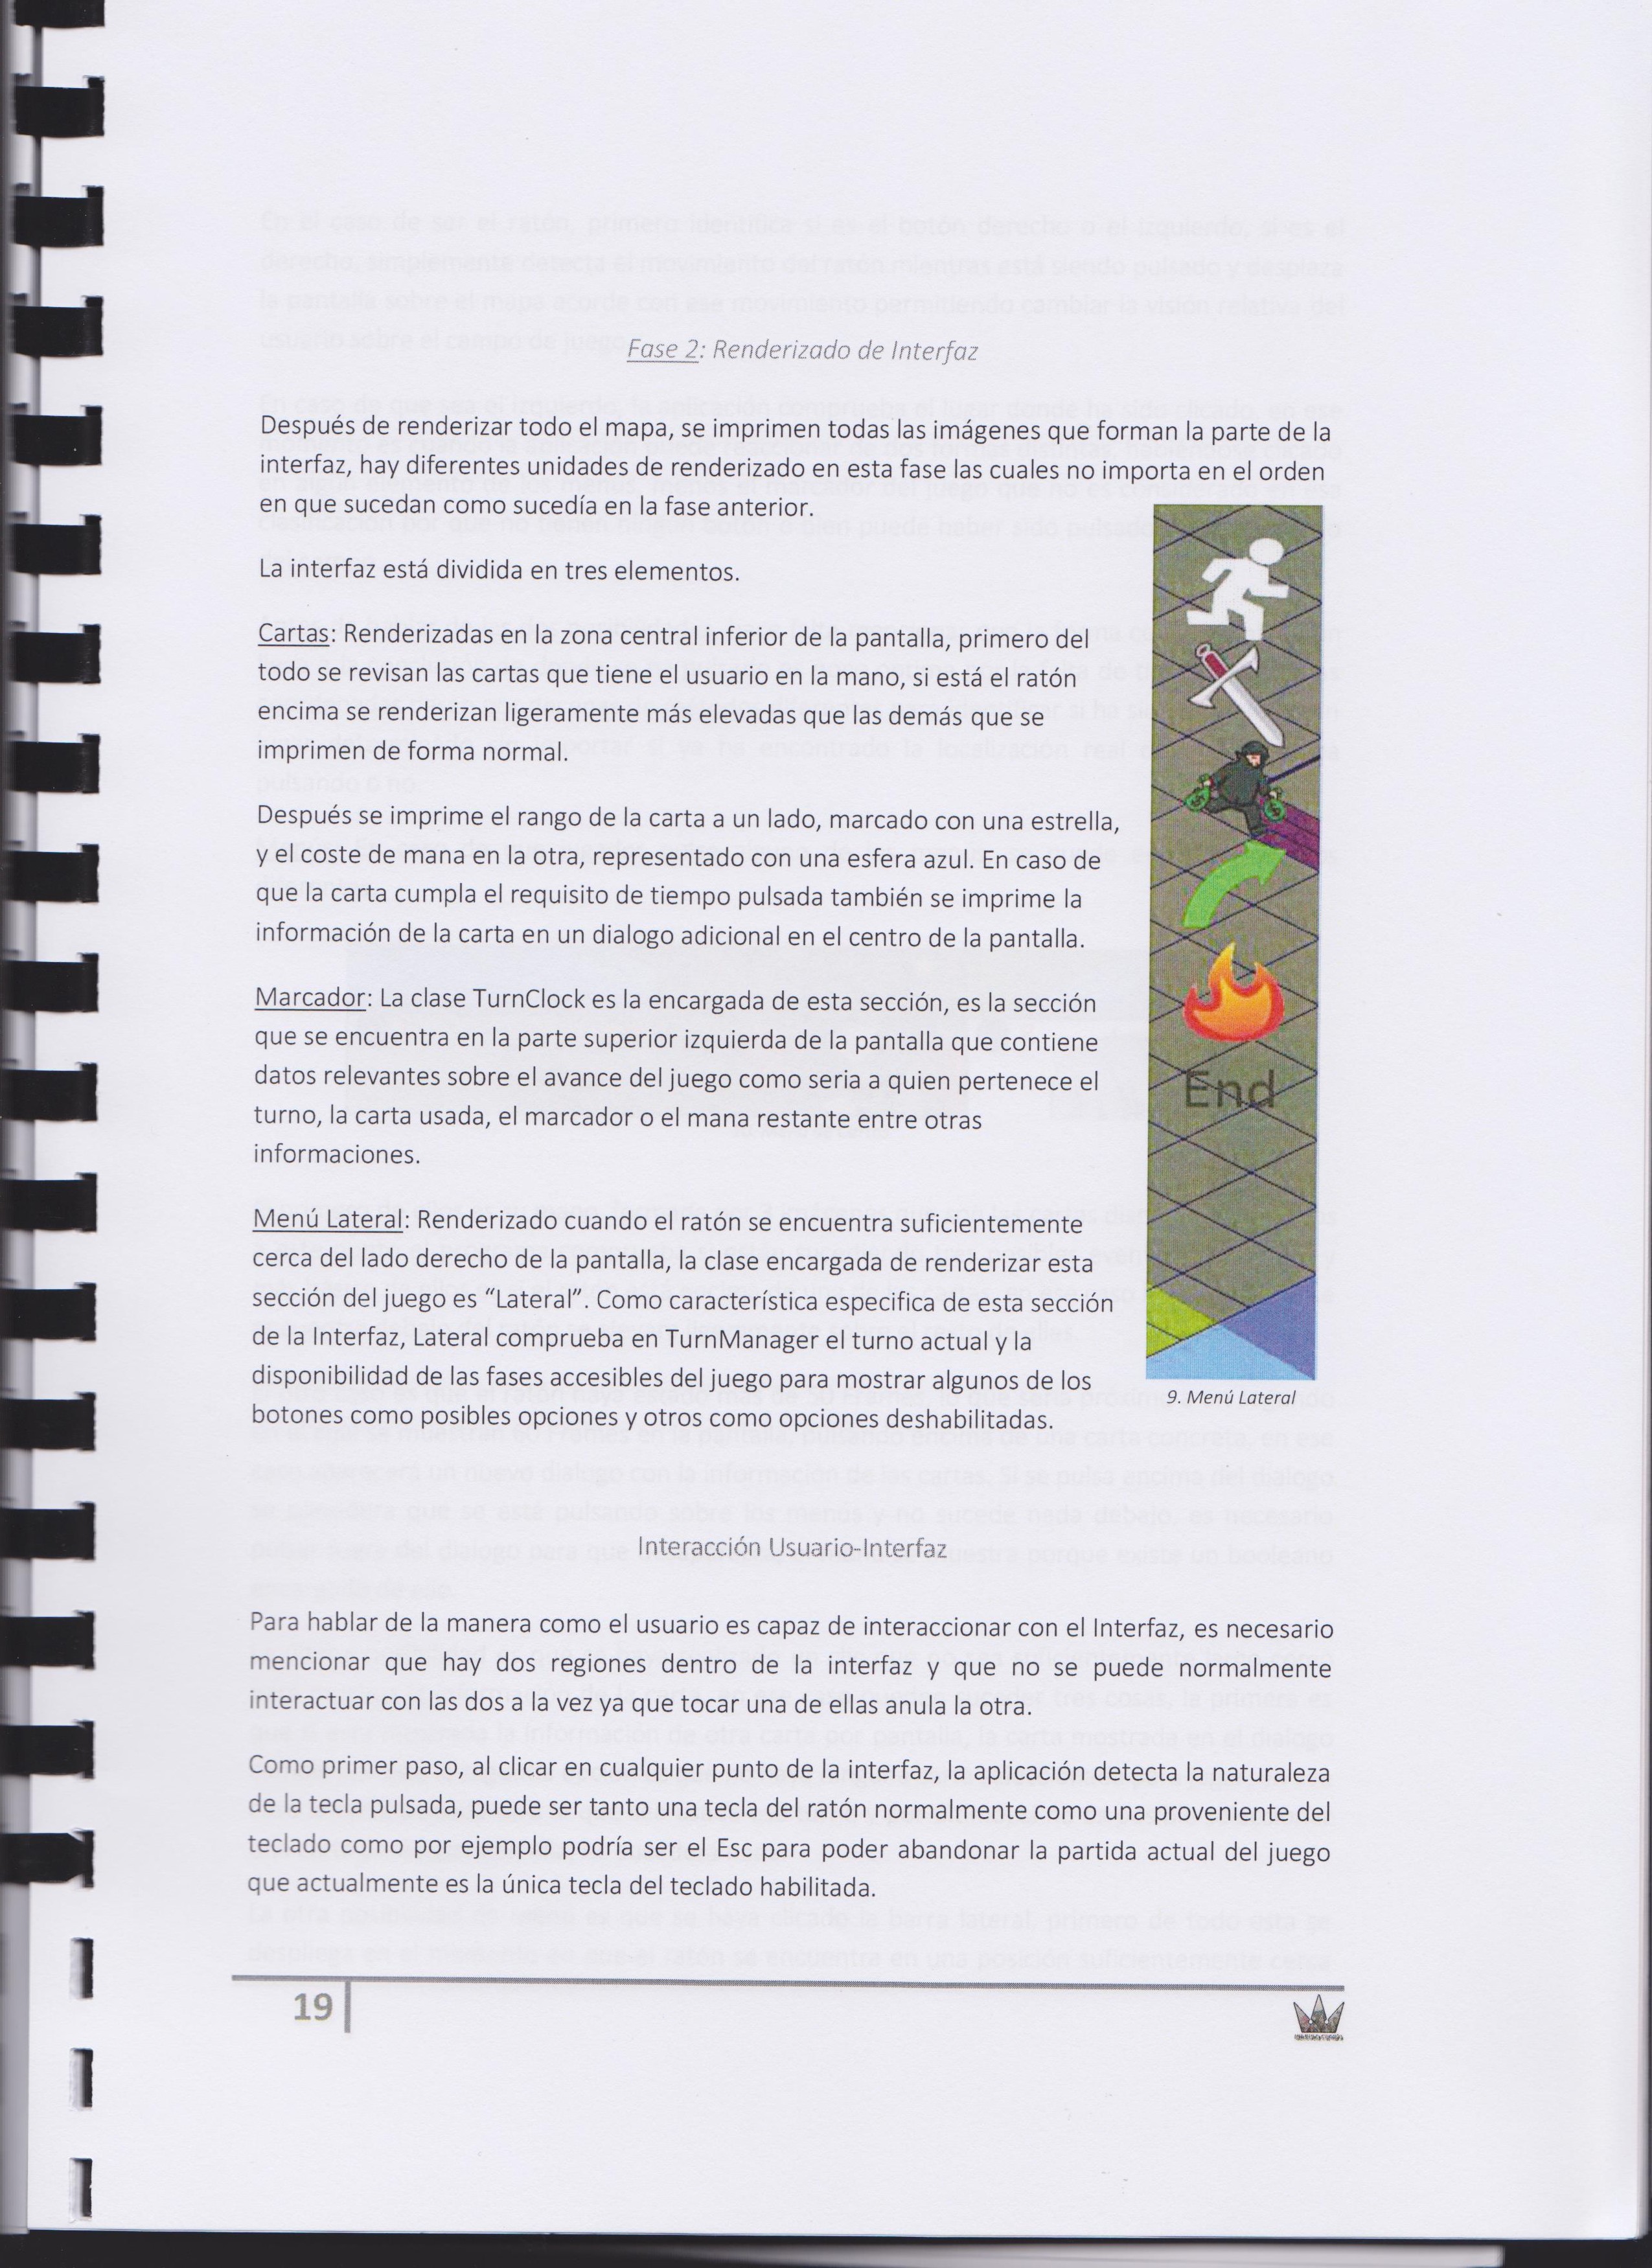 Fase 2: Renderizado de Interfaz
Después de renderizar todo el mapa, se imprimen todas las imágenes que forman la parte de la
interfaz, hay diferentes unidades de renderizado en esta fase las cuales no importa en el orden
en que sucedan como sucedía en la fase anterior.
La interfaz está dividida en tres elementos.
Cartas: Renderizadas en la zona central inferior de la pantalla, primero del
todo se revisan las cartas que tiene el usuario en la mano, si está el ratón
encima se renderizan ligeramente más elevadas que las demás que se
imprimen de forma normal.
Después se imprime el rango de la carta a un lado, marcado con una estrella,
y el coste de mana en la otra, representado con una esfera azul. En caso de
que la carta cumpla el requisito de tiempo pulsada también se imprime la
información de la carta en un dialogo adicional en el centro de la pantalla.
Marcador: La clase TurnClock es la encargada de esta sección, es la sección
que se encuentra en la parte superior izquierda de la pantalla que contiene
datos relevantes sobre el avance del juego como seria a quien pertenece el
turno, la carta usada, el marcador o el mana restante entre otras
informaciones.
Menú Lateral: Renderizado cuando el ratón se encuentra suficientemente
cerca del lado derecho de la pantalla, la clase encargada de renderizar esta
sección del juego es “Lateral”. Como característica especifica de esta sección
de la Interfaz, Lateral comprueba en TurnManager el turno actual y la
disponibilidad de las fases accesibles del juego para mostrar algunos de los
botones como posibles opciones y otros como opciones deshabilitadas.
End
9. Menú Lateral
Interacción Usuario-Interfaz
Para hablar de la manera como el usuario es capaz de interaccionar con el Interfaz, es necesario
mencionar que hay dos regiones dentro de la interfaz y que no se puede normalmente
interactuar con las dos a la vez ya que tocar una de ellas anula la otra.
Como primer paso, al clicar en cualquier punto de la interfaz, la aplicación detecta la naturaleza
de la tecla pulsada, puede ser tanto una tecla del ratón normalmente como una proveniente del
teclado como por ejemplo podría ser el Esc para poder abandonar la partida actual del juego
que actualmente es la única tecla del teclado habilitada.
19